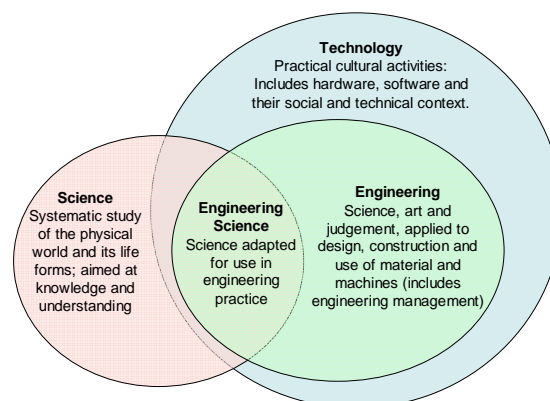 Technology
Practical cultural activities:
Includes hardware, software and
their social and technical context.
Science
Systematic study
of the physical
world and its life
forms; aimed at
knowledge and
understanding
Engineering
Science
Science adapted
for use in
engineering
practice
Engineering
Science, art and
judgement, applied to
design, construction and
use of material and
machines (includes
engineering management)